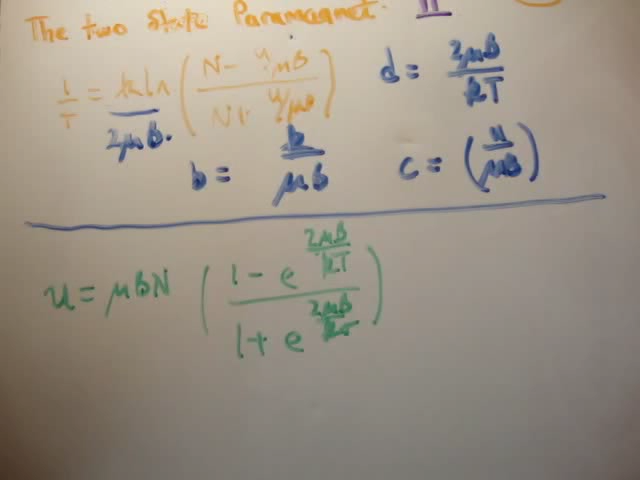 The two State Paramagnet. II
1/T = k ln/2μB. (N - U/μB / N + U/μB) d = 2μB/kT
b = k/μB c = (U/μB)
U = μBN (1 - e^(2μB/kT) / 1 + e^(2μB/kT))